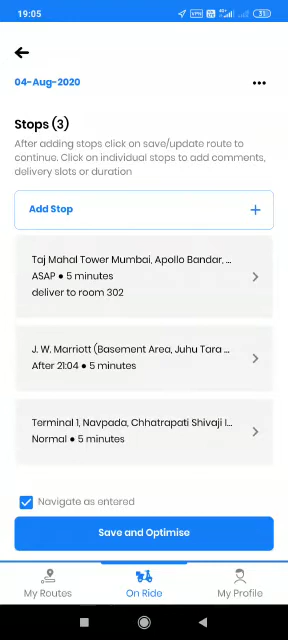 19:05
VPN
04-Aug-2020
Stops (3)
After adding stops click on save/update route to
continue. Click on individual stops to add comments,
delivery slots or duration
Add Stop +
Taj Mahal Tower Mumbai, Apollo Bandar, ...
ASAP ● 5 minutes
deliver to room 302
J. W. Marriott (Basement Area, Juhu Tara ...
After 21:04 ● 5 minutes
Terminal 1, Navpada, Chhatrapati Shivaji I...
Normal ● 5 minutes
Navigate as entered
Save and Optimise
My Routes
On Ride
My Profile